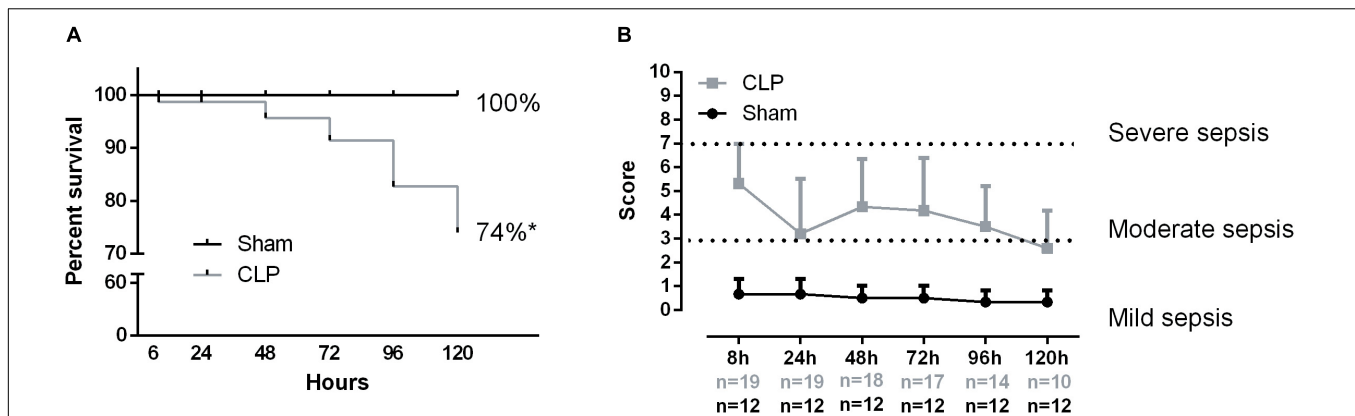 A
Percent survival
100
90
80
70
60
0
100%
74%*
Sham
CLP
6 24 48 72 96 120
Hours
B
Score
10
9
8
7
6
5
4
3
2
1
0
CLP
Sham
Severe sepsis
Moderate sepsis
Mild sepsis
8h 24h 48h 72h 96h 120h
n=19 n=19 n=18 n=17 n=14 n=10
n=12 n=12 n=12 n=12 n=12 n=12